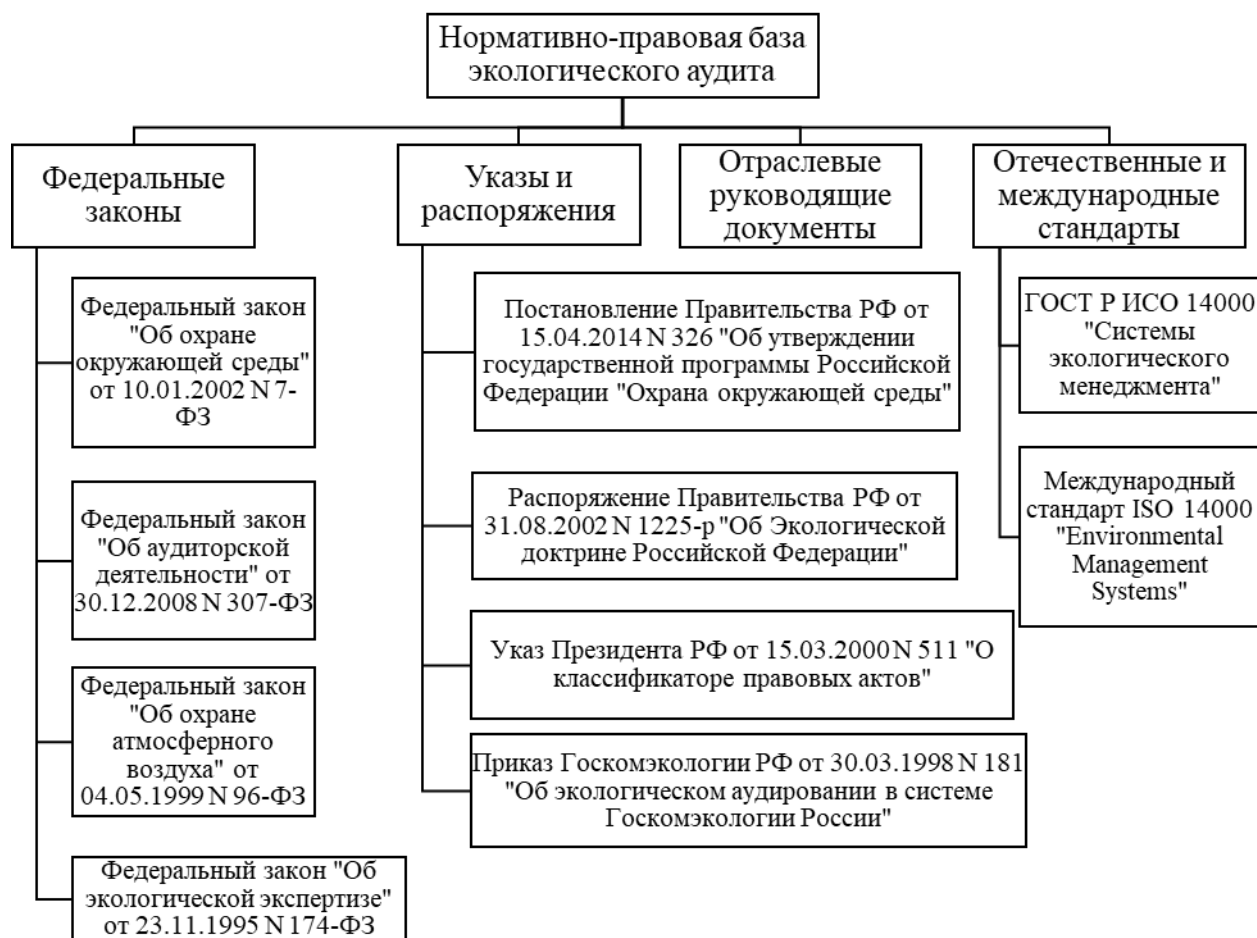 Нормативно-правовая база
экологического аудита
Федеральные
законы
Указы и
распоряжения
Отраслевые
руководящие
документы
Отечественные и
международные
стандарты
Федеральный закон
"Об охране
окружающей среды"
от 10.01.2002 N 7-
ФЗ
Федеральный закон
"Об аудиторской
деятельности" от
30.12.2008 N 307-ФЗ
Федеральный закон
"Об охране
атмосферного
воздуха" от
04.05.1999 N 96-ФЗ
Федеральный закон "Об
экологической экспертизе"
от 23.11.1995 N 174-ФЗ
Постановление Правительства РФ от
15.04.2014 N 326 "Об утверждении
государственной программы Российской
Федерации "Охрана окружающей среды"
Распоряжение Правительства РФ от
31.08.2002 N 1225-р "Об Экологической
доктрине Российской Федерации"
Указ Президента РФ от 15.03.2000 N 511 "О
классификаторе правовых актов"
Приказ Госкомэкологии РФ от 30.03.1998 N 181
"Об экологическом аудировании в системе
Госкомэкологии России"
ГОСТ Р ИСО 14000
"Системы
экологического
менеджмента"
Международный
стандарт ISO 14000
"Environmental
Management
Systems"